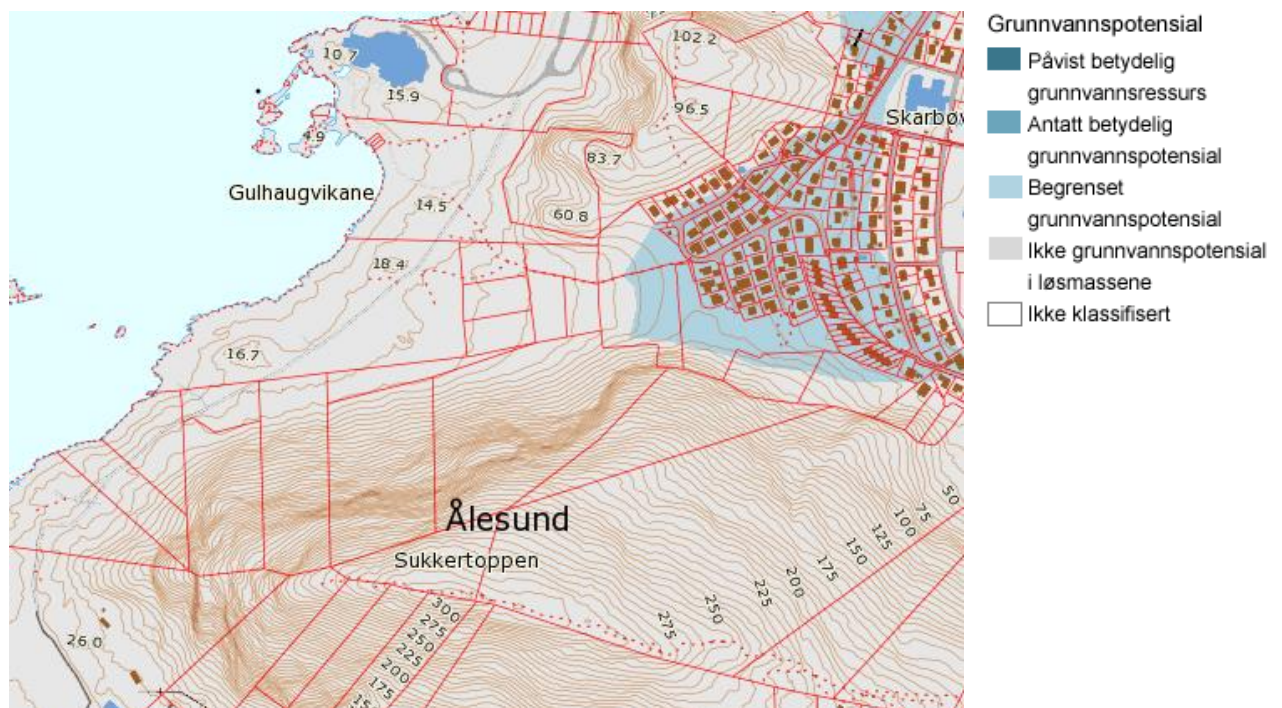 102.2
10.7
15.9
96.5
Skarbøv
4.9
83.7
Gulhaugvikane
14.5
60.8
18.4
16.7
Ålesund
Sukkertoppen
50
75
100
125
150
175
200
225
250
275
300
275
250
225
200
175
26.0
Grunnvannspotensial
Påvist betydelig
grunnvannsressurs
Antatt betydelig
grunnvannspotensial
Begrenset
grunnvannspotensial
Ikke grunnvannspotensial
i løsmassene
Ikke klassifisert